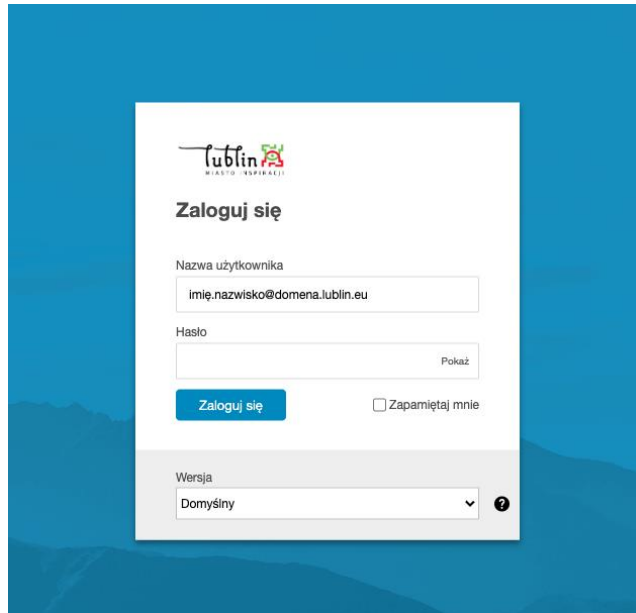 lublin
MIASTO INSPIRACJI
Zaloguj się
Nazwa użytkownika
imię.nazwisko@domena.lublin.eu
Hasło
Pokaż
Zaloguj się
Zapamiętaj mnie
Wersja
Domyślny
?